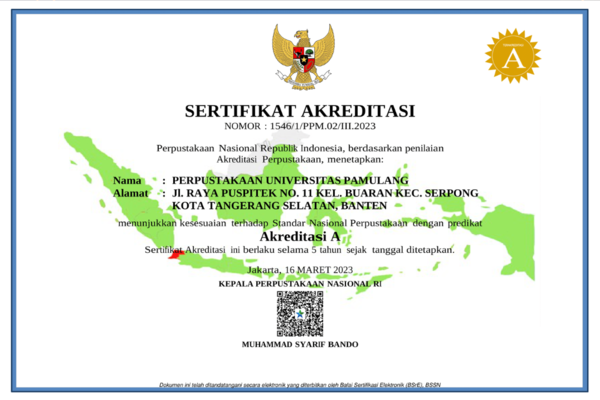 A
SERTIFIKAT AKREDITASI
NOMOR : 1546/1/PPM.02/III.2023
Perpustakaan Nasional Republik Indonesia, berdasarkan penilaian
Akreditasi Perpustakaan, menetapkan:
Nama : PERPUSTAKAAN UNIVERSITAS PAMULANG
Alamat : Jl. RAYA PUSPITEK NO. 11 KEL. BUARAN KEC. SERPONG
KOTA TANGERANG SELATAN, BANTEN
menunjukkan kesesuaian terhadap Standar Nasional Perpustakaan dengan predikat
Akreditasi A
Sertifikat Akreditasi ini berlaku selama 5 tahun sejak tanggal ditetapkan.
Jakarta, 16 MARET 2023
KEPALA PERPUSTAKAAN NASIONAL RI
MUHAMMAD SYARIF BANDO
Dokumen ini telah ditandatangani secara elektronik yang diterbitkan oleh Balai Sertifikasi Elektronik (BSrE), BSSN